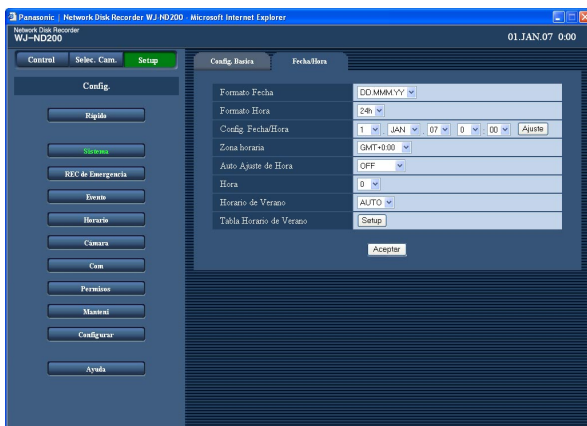 Panasonic | Network Disk Recorder WJ-ND200 - Microsoft Internet Explorer
Network Disk Recorder
WJ-ND200
01.JAN.07 0:00
Control Selec. Cam. Setup
Config. Basica Fecha/Hora
Config.
Rápido
Sistema
REC de Emergencia
Evento
Horario
Cámara
Com
Permisos
Manteni
Configurar
Ayuda
Formato Fecha DD.MMM.YY
Formato Hora 24h
Config. Fecha/Hora 1 . JAN . 07 0 : 00 Ajuste
Zona horaria GMT+0:00
Auto Ajuste de Hora OFF
Hora 0
Horario de Verano AUTO
Tabla Horario de Verano Setup
Aceptar